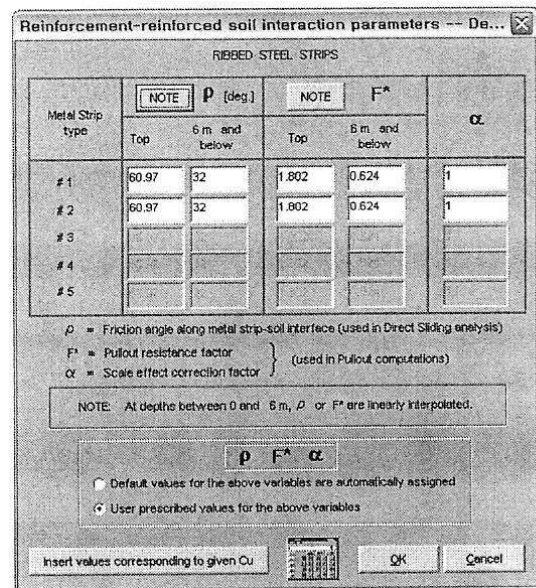 Reinforcement-reinforced soil interaction parameters -- De...
RIBBED STEEL STRIPS
Metal Strip type
NOTE ρ [deg.]
NOTE F*
α
Top
6 m and below
Top
6 m and below
# 1 60.97 32 1.802 0.624 1
# 2 60.97 32 1.802 0.624 1
# 3
# 4
# 5
ρ = Friction angle along metal strip-soil interface (used in Direct Sliding analysis)
F* = Pullout resistance factor
α = Scale effect correction factor
(used in Pullout computations)
NOTE: At depths between 0 and 6 m, ρ or F* are linearly interpolated.
ρ F* α
Default values for the above variables are automatically assigned
User prescribed values for the above variables
Insert values corresponding to given Cu
OK
Cancel